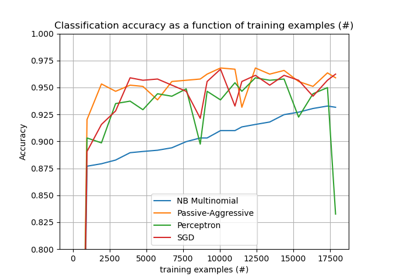 Classification accuracy as a function of training examples (#)
1.000
0.975
0.950
0.925
0.900
0.875
0.850
0.825
0.800
Accuracy
NB Multinomial
Passive-Aggressive
Perceptron
SGD
0 2500 5000 7500 10000 12500 15000 17500
training examples (#)